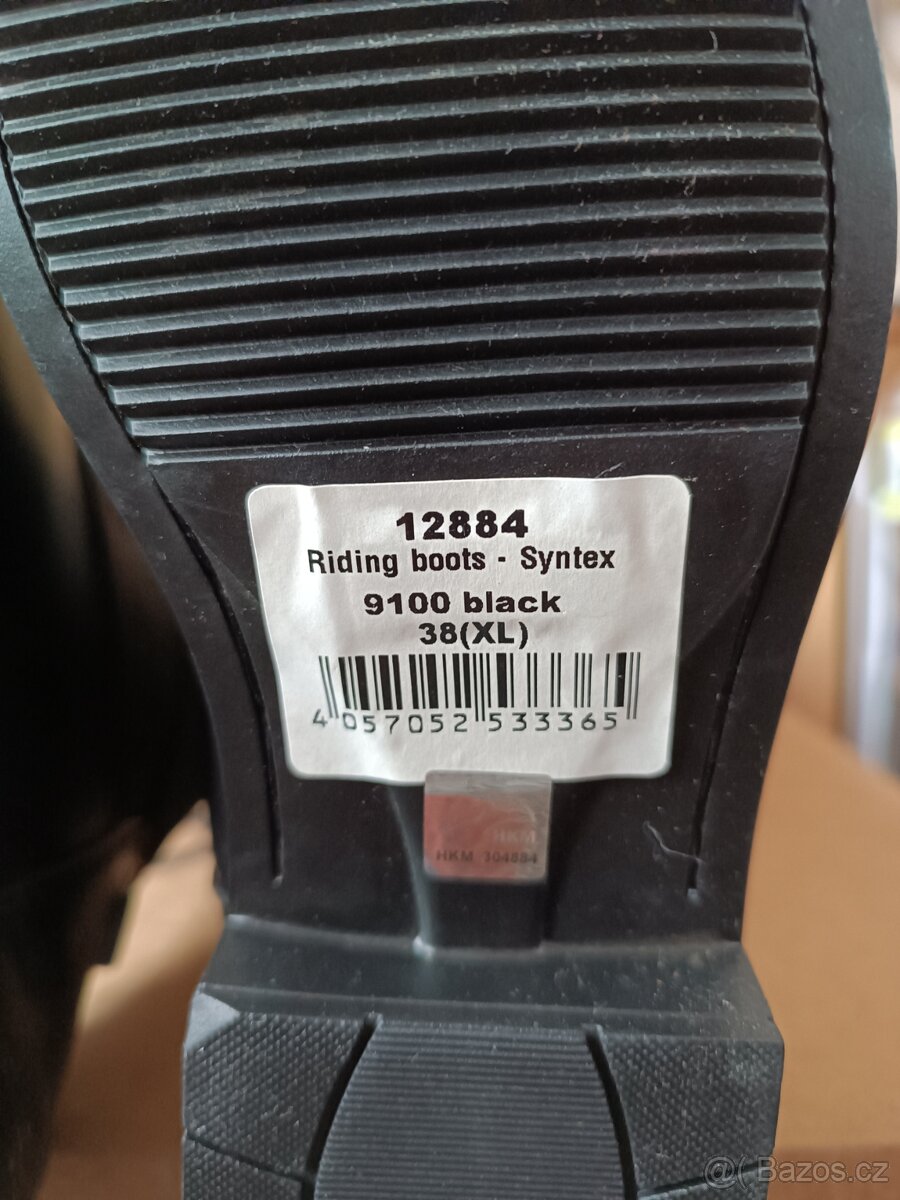 12884
Riding boots - Syntex
9100 black
38(XL)
4 057052 533365
HKM
HKM 304884
@( Bazos.cz